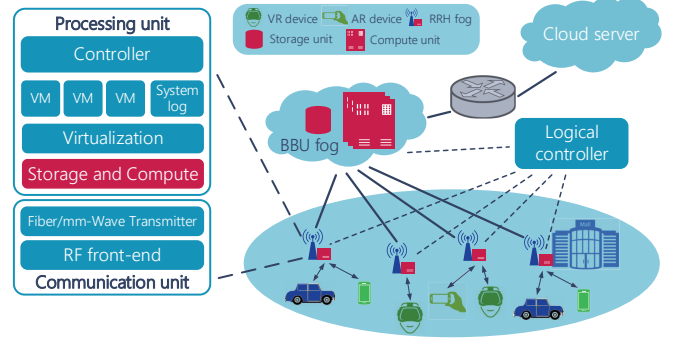 Processing unit
Controller
VM
VM
VM
System
log
Virtualization
Storage and Compute
Fiber/mm-Wave Transmitter
RF front-end
Communication unit
VR device
AR device
RRH fog
Storage unit
Compute unit
Cloud server
BBU fog
Logical
controller
Mall